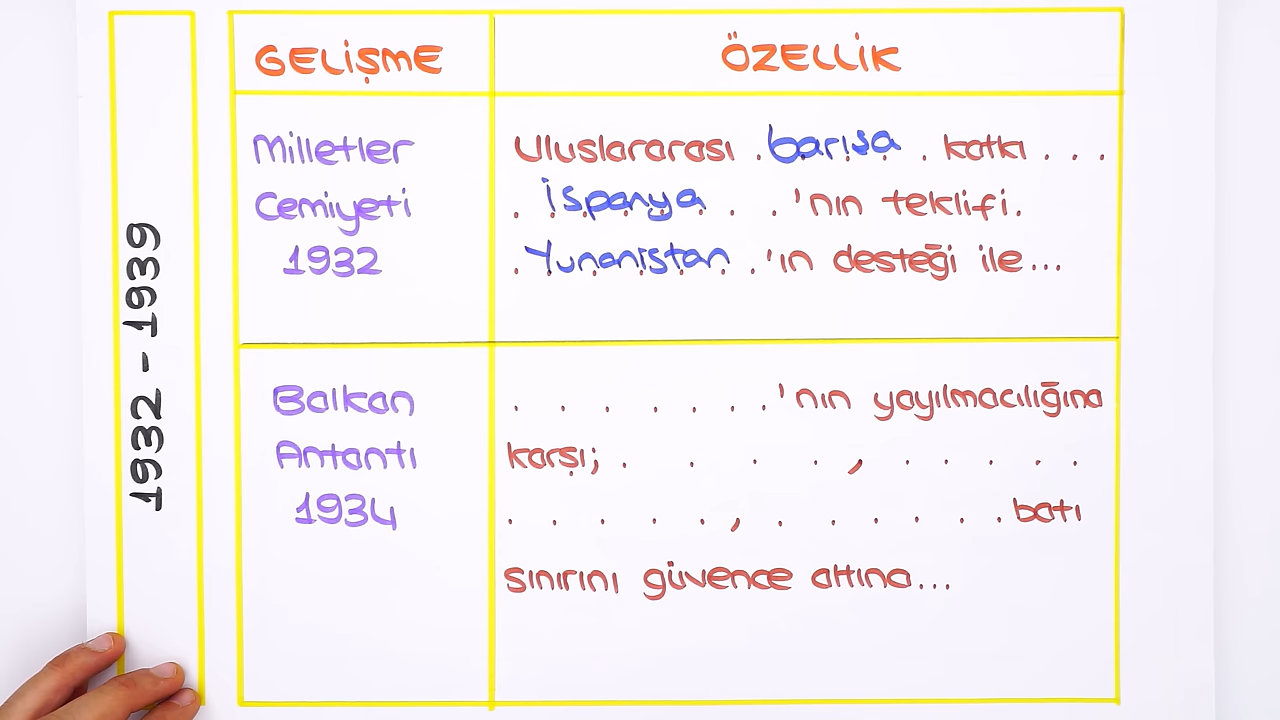 1932 - 1939
GELİŞME
ÖZELLİK
Milletler
Cemiyeti
1932
Uluslararası .barışa . katkı . . .
. İspanya . . .'nın teklifi.
. Yunanistan .'ın desteği ile...
Balkan
Antantı
1934
. . . . . . .'nın yayılmacılığına
karşı; . . . . , . . . . .
. . . . . , . . . . . . batı
sınırını güvence altına...